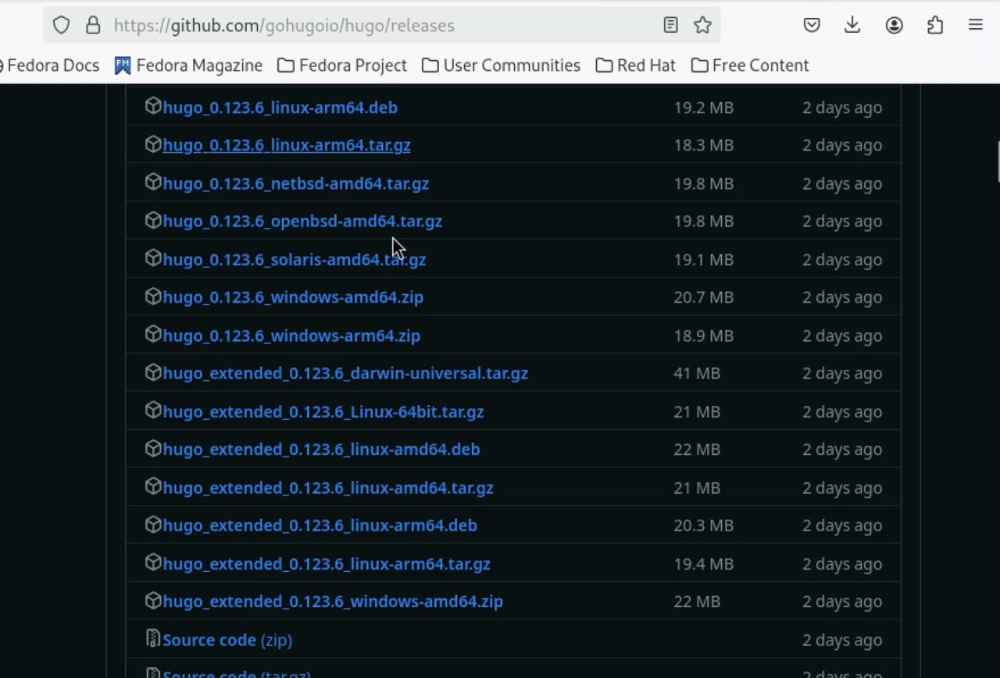 https://github.com/gohugoio/hugo/releases
Fedora Docs FM Fedora Magazine Fedora Project User Communities Red Hat Free Content
hugo_0.123.6_linux-arm64.deb 19.2 MB 2 days ago
hugo_0.123.6_linux-arm64.tar.gz 18.3 MB 2 days ago
hugo_0.123.6_netbsd-amd64.tar.gz 19.8 MB 2 days ago
hugo_0.123.6_openbsd-amd64.tar.gz 19.8 MB 2 days ago
hugo_0.123.6_solaris-amd64.tar.gz 19.1 MB 2 days ago
hugo_0.123.6_windows-amd64.zip 20.7 MB 2 days ago
hugo_0.123.6_windows-arm64.zip 18.9 MB 2 days ago
hugo_extended_0.123.6_darwin-universal.tar.gz 41 MB 2 days ago
hugo_extended_0.123.6_Linux-64bit.tar.gz 21 MB 2 days ago
hugo_extended_0.123.6_linux-amd64.deb 22 MB 2 days ago
hugo_extended_0.123.6_linux-amd64.tar.gz 21 MB 2 days ago
hugo_extended_0.123.6_linux-arm64.deb 20.3 MB 2 days ago
hugo_extended_0.123.6_linux-arm64.tar.gz 19.4 MB 2 days ago
hugo_extended_0.123.6_windows-amd64.zip 22 MB 2 days ago
Source code (zip) 2 days ago
Source code (tar.gz) 2 days ago